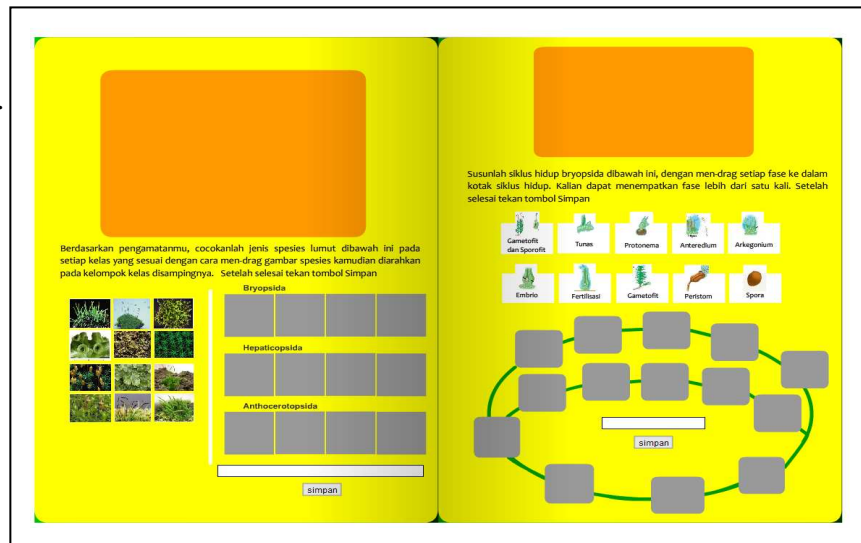 Berdasarkan pengamatanmu, cocokanlah jenis spesies lumut dibawah ini pada
setiap kelas yang sesuai dengan cara men-drag gambar spesies kamudian diarahkan
pada kelompok kelas disampingnya. Setelah selesai tekan tombol Simpan
Bryopsida
Hepaticopsida
Anthocerotopsida
simpan
Susunlah siklus hidup bryopsida dibawah ini, dengan men-drag setiap fase ke dalam
kotak siklus hidup. Kalian dapat menempatkan fase lebih dari satu kali. Setelah
selesai tekan tombol Simpan
Gametofit
dan Sporofit
Tunas
Protonema
Anteredium
Arkegonium
Embrio
Fertilisasi
Gametofit
Peristom
Spora
simpan